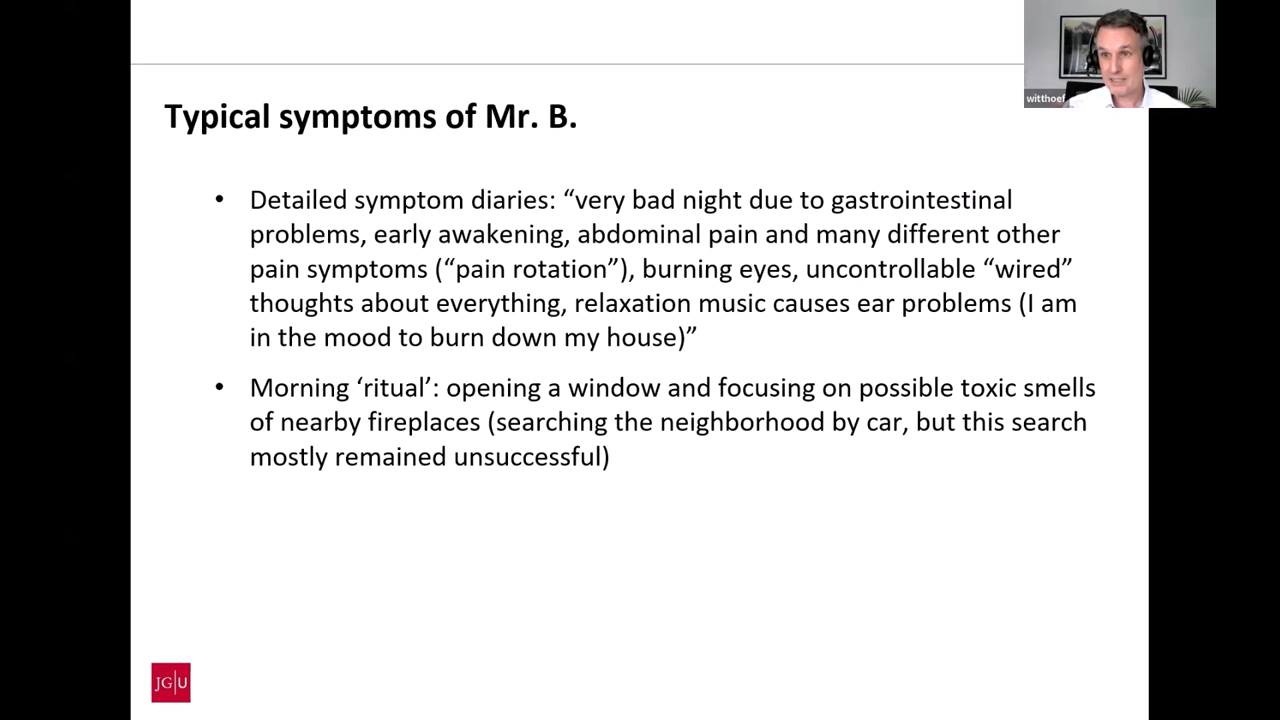 witthoef
Typical symptoms of Mr. B.
• Detailed symptom diaries: “very bad night due to gastrointestinal
problems, early awakening, abdominal pain and many different other
pain symptoms (“pain rotation”), burning eyes, uncontrollable “wired”
thoughts about everything, relaxation music causes ear problems (I am
in the mood to burn down my house)”
• Morning ‘ritual’: opening a window and focusing on possible toxic smells
of nearby fireplaces (searching the neighborhood by car, but this search
mostly remained unsuccessful)
JG|U